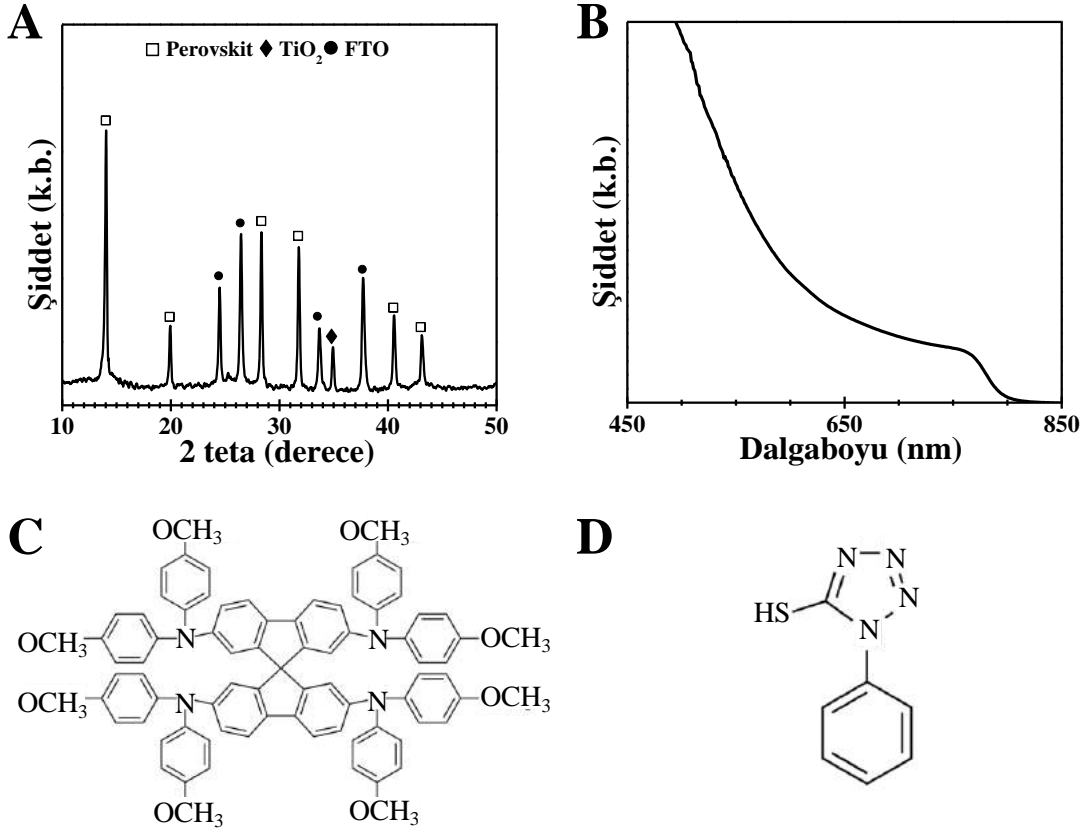 A
□ Perovskit ♦ TiO₂ ● FTO
Şiddet (k.b.)
10 20 30 40 50
2 teta (derece)
B
Şiddet (k.b.)
450 650 850
Dalgaboyu (nm)
C
OCH₃ OCH₃
OCH₃ N N OCH₃
OCH₃ N N OCH₃
OCH₃ OCH₃
D
N N
HS N
N